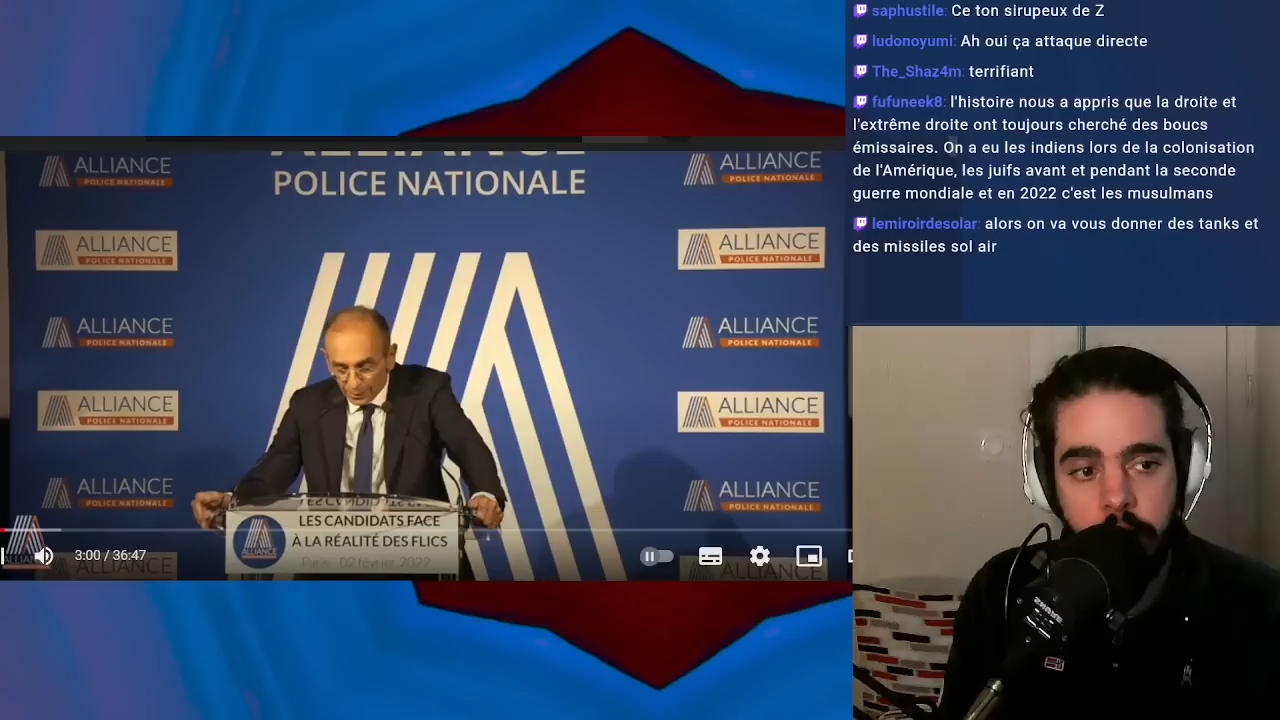 ALLIANCE
POLICE NATIONALE
ALLIANCE
POLICE NATIONALE
ALLIANCE
POLICE NATIONALE
ALLIANCE
POLICE NATIONALE
ALLIANCE
POLICE NATIONALE
ALLIANCE
POLICE NATIONALE
ALLIANCE
POLICE NATIONALE
ALLIANCE
POLICE NATIONALE
ALLIANCE
POLICE NATIONALE
ALLIANCE
POLICE NATIONALE
ALLIANCE
POLICE NATIONALE
LES CANDIDATS FACE
À LA RÉALITÉ DES FLICS
Paris, 02 février 2022
ALLIANCE
ALLIANCE
ALLIANCE
ALLIANCE
3:00 / 36:47
saphustile: Ce ton sirupeux de Z
ludonoyumi: Ah oui ça attaque directe
The_Shaz4m: terrifiant
fufuneek8: l'histoire nous a appris que la droite et
l'extrême droite ont toujours cherché des boucs
émissaires. On a eu les indiens lors de la colonisation
de l'Amérique, les juifs avant et pendant la seconde
guerre mondiale et en 2022 c'est les musulmans
lemiroirdesolar: alors on va vous donner des tanks et
des missiles sol air